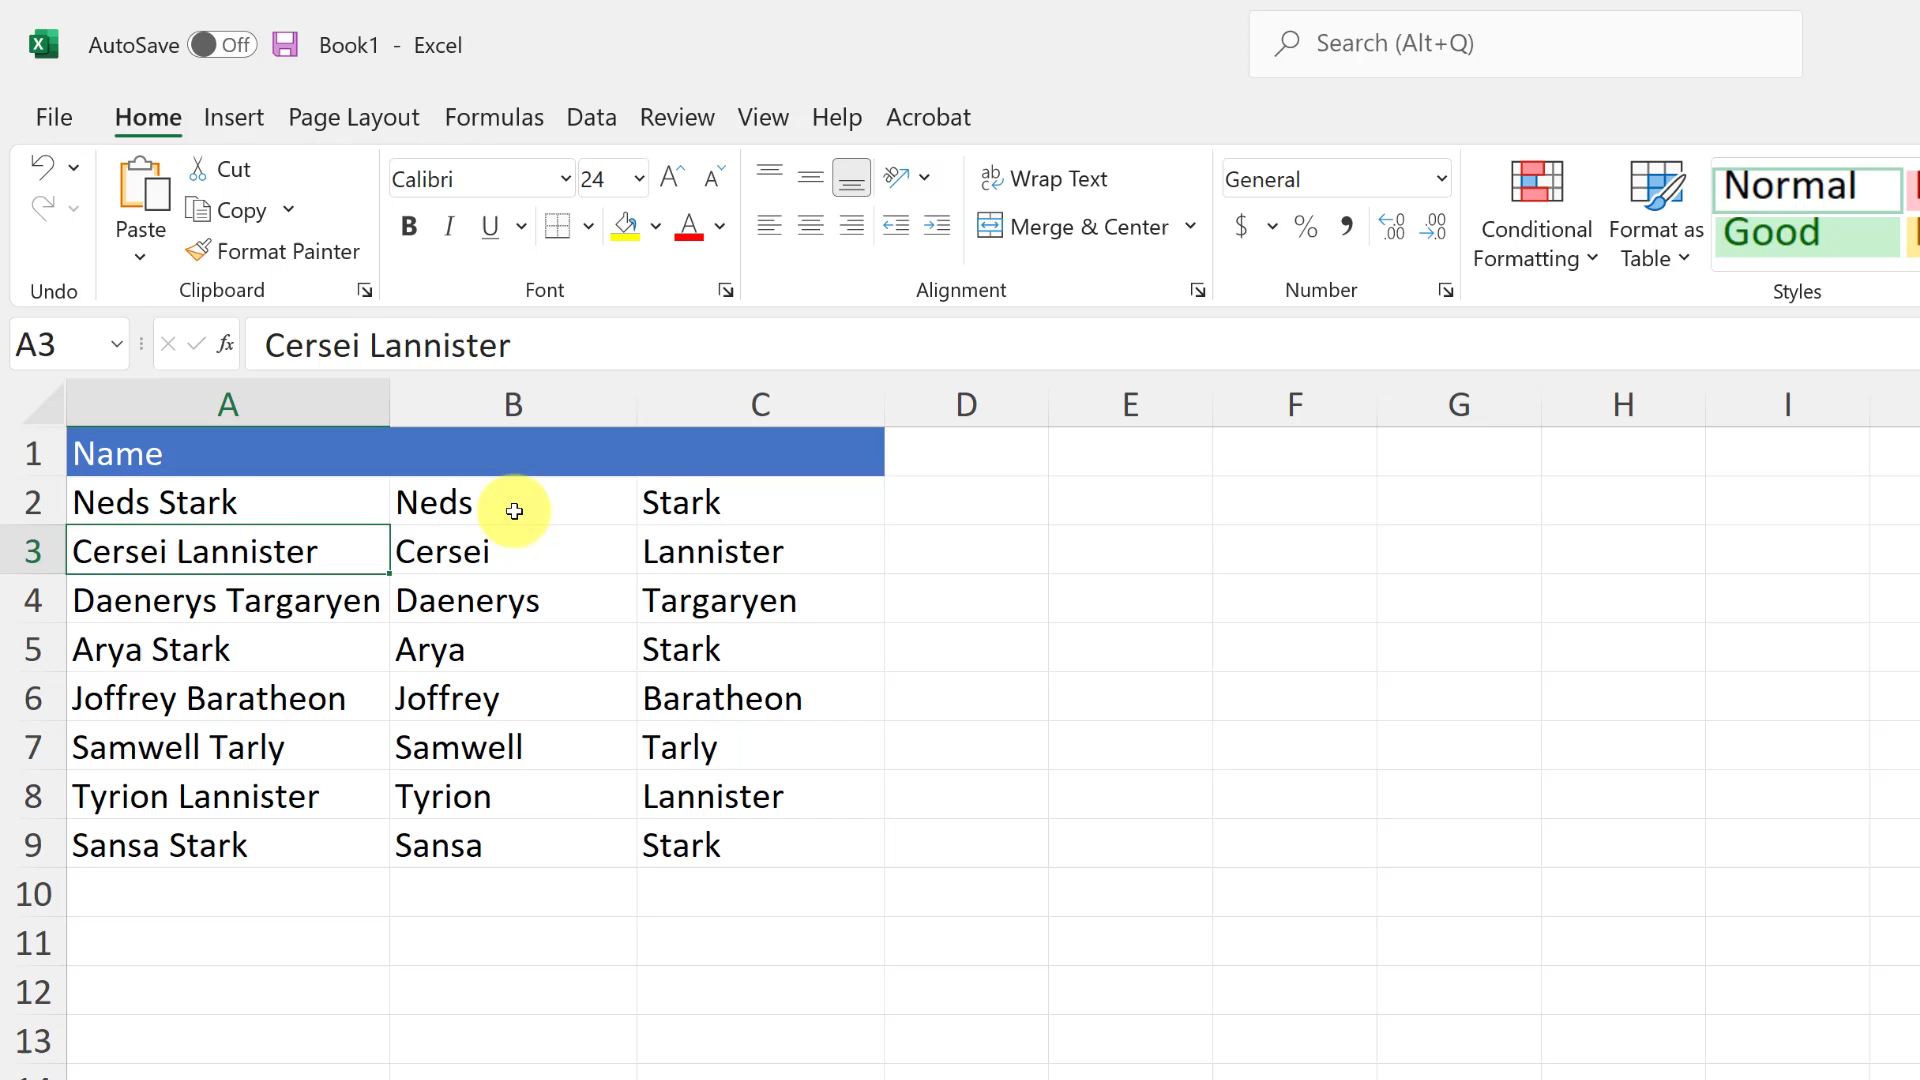 AutoSave Off Book1 - Excel Search (Alt+Q)
File Home Insert Page Layout Formulas Data Review View Help Acrobat
Cut
Copy
Format Painter
Paste
Undo
Clipboard
Calibri 24
B I U A
Font
Wrap Text
Merge & Center
Alignment
General
$ % 9 .00
Number
Conditional Formatting
Format as Table
Normal
Good
Styles
A3 fx Cersei Lannister
A B C D E F G H I
1 Name
2 Neds Stark Neds Stark
3 Cersei Lannister Cersei Lannister
4 Daenerys Targaryen Daenerys Targaryen
5 Arya Stark Arya Stark
6 Joffrey Baratheon Joffrey Baratheon
7 Samwell Tarly Samwell Tarly
8 Tyrion Lannister Tyrion Lannister
9 Sansa Stark Sansa Stark
10
11
12
13